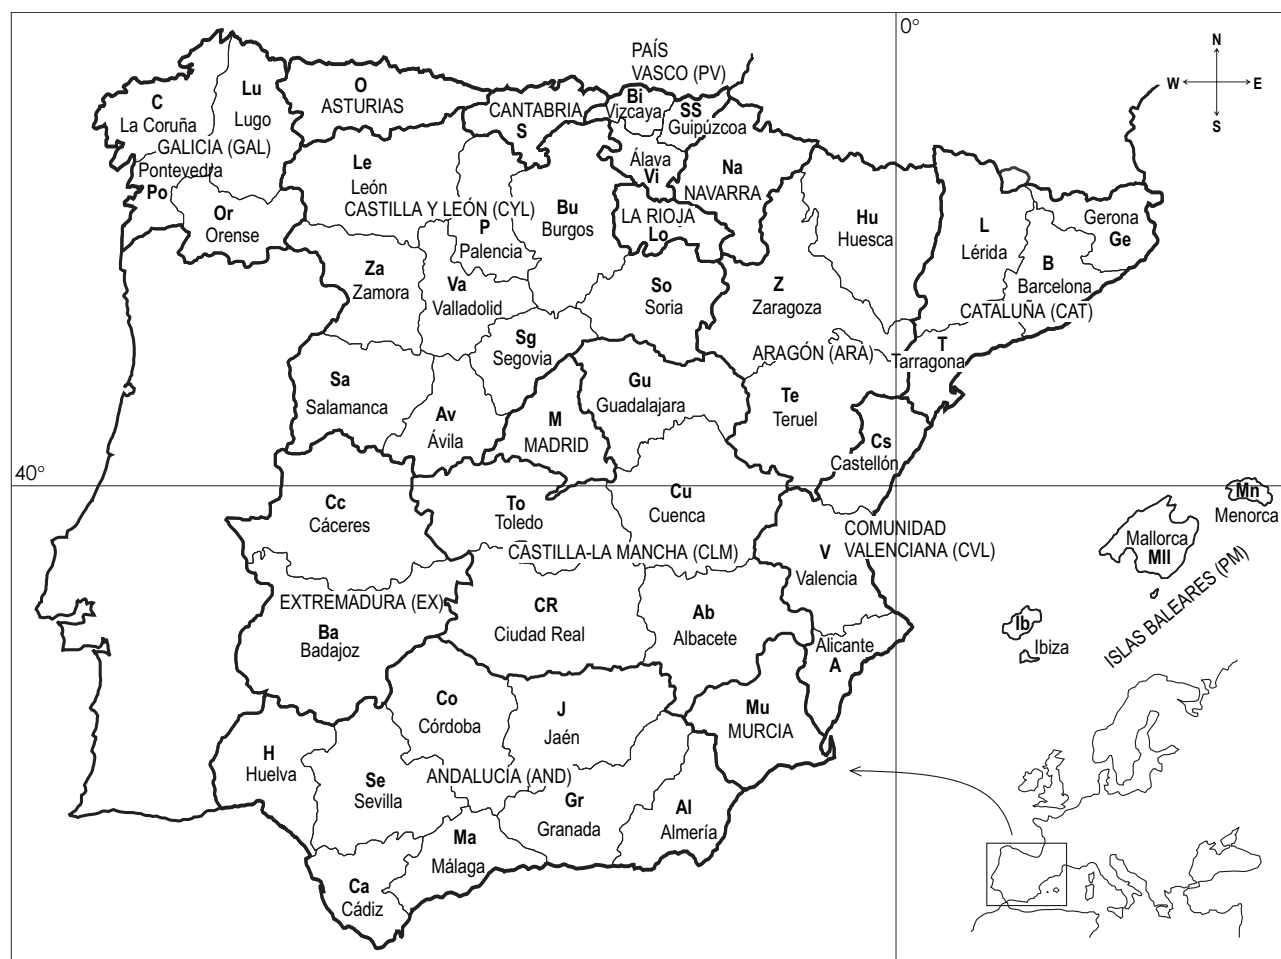 0°
N
W
E
S
PAÍS
VASCO (PV)
C
La Coruña
Lu
Lugo
GALICIA (GAL)
Pontevedra
Po
Or
Orense
O
ASTURIAS
CANTABRIA
S
Bi
Vizcaya
SS
Guipúzcoa
Álava
Vi
Na
NAVARRA
Le
León
CASTILLA Y LEÓN (CYL)
P
Palencia
Bu
Burgos
LA RIOJA
Lo
Hu
Huesca
L
Lérida
Gerona
Ge
B
Barcelona
CATALUÑA (CAT)
Za
Zamora
Va
Valladolid
So
Soria
Z
Zaragoza
Sg
Segovia
ARAGÓN (ARA)
T
Tarragona
Sa
Salamanca
Av
Ávila
M
MADRID
Gu
Guadalajara
Te
Teruel
Cs
Castellón
40°
Cc
Cáceres
To
Toledo
Cu
Cuenca
COMUNIDAD
VALENCIANA (CVL)
V
Valencia
Mn
Menorca
Mallorca
Mll
ISLAS BALEARES (PM)
Ib
Ibiza
CASTILLA-LA MANCHA (CLM)
EXTREMADURA (EX)
Ba
Badajoz
CR
Ciudad Real
Ab
Albacete
Alicante
A
Co
Córdoba
J
Jaén
Mu
MURCIA
H
Huelva
Se
Sevilla
ANDALUCÍA (AND)
Gr
Granada
Al
Almería
Ma
Málaga
Ca
Cádiz